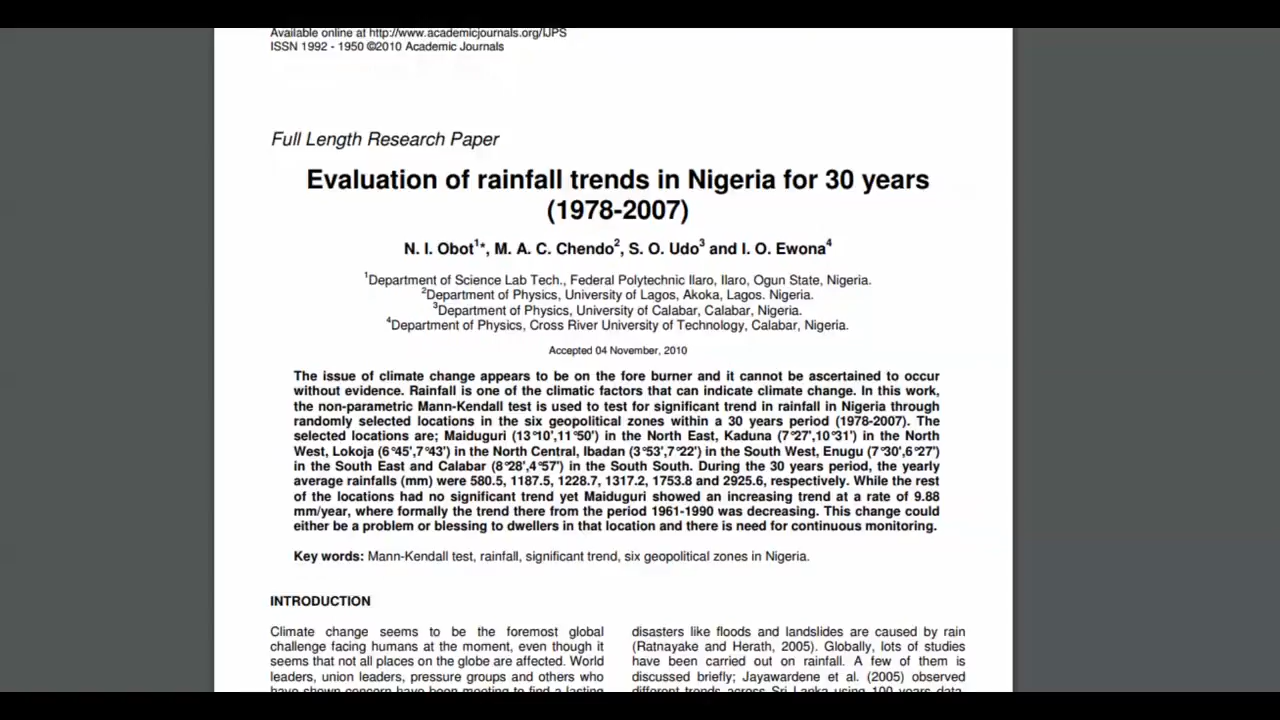 Available online at http://www.academicjournals.org/IJPS
ISSN 1992 - 1950 ©2010 Academic Journals
Full Length Research Paper
Evaluation of rainfall trends in Nigeria for 30 years
(1978-2007)
N. I. Obot1*, M. A. C. Chendo2, S. O. Udo3 and I. O. Ewona4
1Department of Science Lab Tech., Federal Polytechnic Ilaro, Ilaro, Ogun State, Nigeria.
2Department of Physics, University of Lagos, Akoka, Lagos. Nigeria.
3Department of Physics, University of Calabar, Calabar, Nigeria.
4Department of Physics, Cross River University of Technology, Calabar, Nigeria.
Accepted 04 November, 2010
The issue of climate change appears to be on the fore burner and it cannot be ascertained to occur
without evidence. Rainfall is one of the climatic factors that can indicate climate change. In this work,
the non-parametric Mann-Kendall test is used to test for significant trend in rainfall in Nigeria through
randomly selected locations in the six geopolitical zones within a 30 years period (1978-2007). The
selected locations are; Maiduguri (13°10',11°50') in the North East, Kaduna (7°27',10°31') in the North
West, Lokoja (6°45',7°43') in the North Central, Ibadan (3°53',7°22') in the South West, Enugu (7°30',6°27')
in the South East and Calabar (8°28',4°57') in the South South. During the 30 years period, the yearly
average rainfalls (mm) were 580.5, 1187.5, 1228.7, 1317.2, 1753.8 and 2925.6, respectively. While the rest
of the locations had no significant trend yet Maiduguri showed an increasing trend at a rate of 9.88
mm/year, where formally the trend there from the period 1961-1990 was decreasing. This change could
either be a problem or blessing to dwellers in that location and there is need for continuous monitoring.
Key words: Mann-Kendall test, rainfall, significant trend, six geopolitical zones in Nigeria.
INTRODUCTION
Climate change seems to be the foremost global
challenge facing humans at the moment, even though it
seems that not all places on the globe are affected. World
leaders, union leaders, pressure groups and others who
have shown concern have been meeting to find a lasting
disasters like floods and landslides are caused by rain
(Ratnayake and Herath, 2005). Globally, lots of studies
have been carried out on rainfall. A few of them is
discussed briefly; Jayawardene et al. (2005) observed
different trends across Sri Lanka using 100 years data